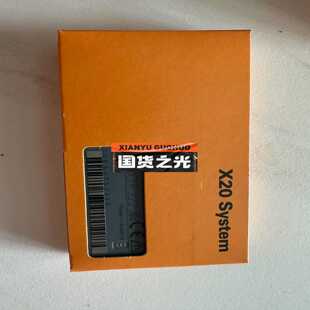 XIANYU GUOHUO
国货之光
X20 System